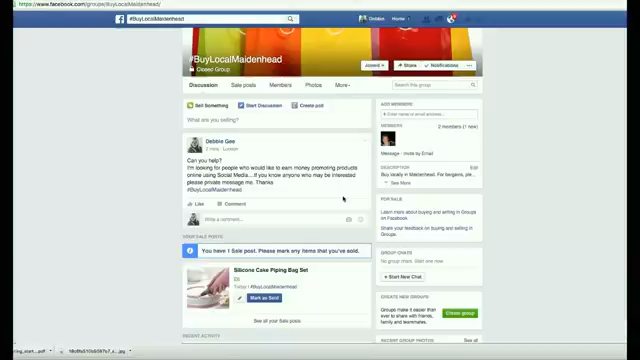 https://www.facebook.com/groups/BuyLocalMaidenhead/
#BuyLocalMaidenhead
Debbie
Home
#BuyLocalMaidenhead
Closed Group
Joined
Share
Notifications
Discussion
Sale posts
Members
Photos
More
Search this group
Sell Something
Start Discussion
Create poll
What are you selling?
Debbie Gee
2 mins · London
Can you help?
I'm looking for people who would like to earn money promoting products
online using Social Media....If you know anyone who may be interested
please private message me. Thanks
#BuyLocalMaidenhead
Like
Comment
Write a comment...
YOUR SALE POSTS
You have 1 Sale post. Please mark any items that you've sold.
Silicone Cake Piping Bag Set
£6
Today / #BuyLocalMaidenhead
Mark as Sold
See all your Sale posts
RECENT ACTIVITY
ADD MEMBERS
+ Enter name or email address...
MEMBERS
2 members (1 new)
Message · Invite by Email
DESCRIPTION
Edit
Buy locally in Maidenhead. For bargains, ple...
See More
FOR SALE
Learn more about buying and selling in Groups
on Facebook.
Share your feedback on buying and selling in
Groups.
GROUP CHATS
No group chats. Start one now.
+ Start New Chat
CREATE NEW GROUPS
Groups make it easier than
ever to share with friends,
family and teammates.
Create group